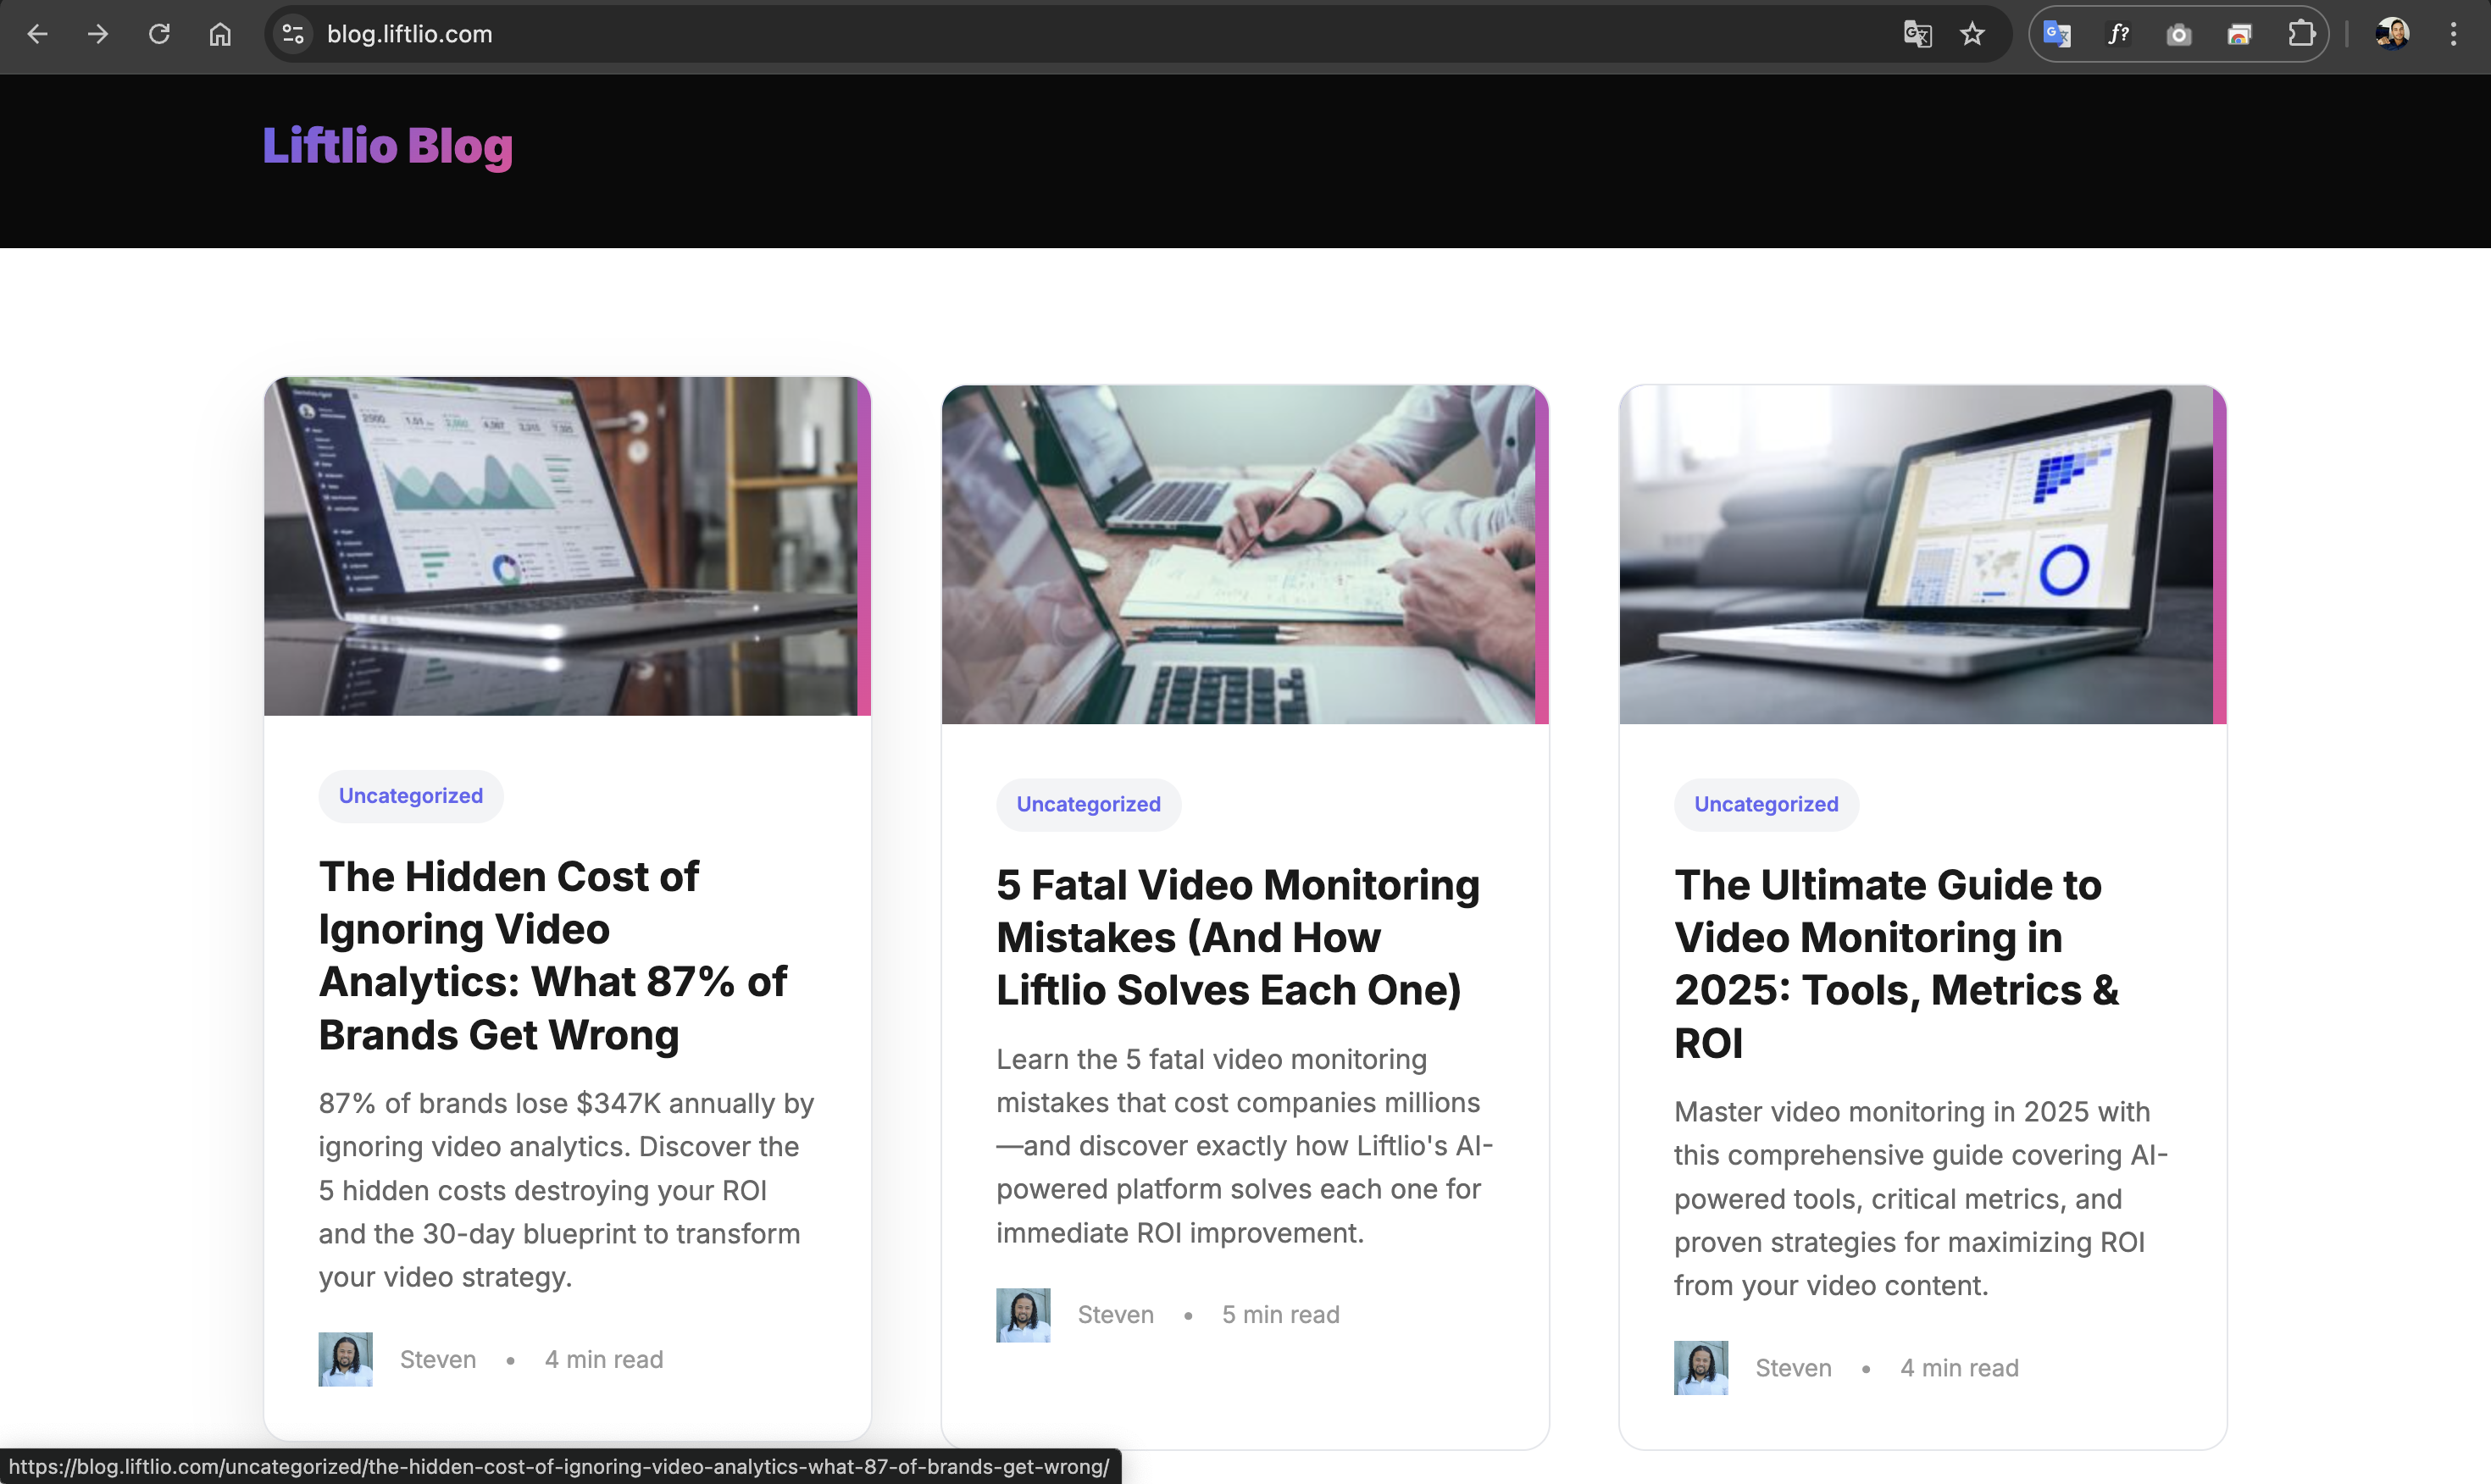 blog.liftlio.com
Liftlio Blog
Uncategorized
The Hidden Cost of
Ignoring Video
Analytics: What 87% of
Brands Get Wrong
87% of brands lose $347K annually by
ignoring video analytics. Discover the
5 hidden costs destroying your ROI
and the 30-day blueprint to transform
your video strategy.
Steven • 4 min read
Uncategorized
5 Fatal Video Monitoring
Mistakes (And How
Liftlio Solves Each One)
Learn the 5 fatal video monitoring
mistakes that cost companies millions
—and discover exactly how Liftlio's AI-
powered platform solves each one for
immediate ROI improvement.
Steven • 5 min read
Uncategorized
The Ultimate Guide to
Video Monitoring in
2025: Tools, Metrics &
ROI
Master video monitoring in 2025 with
this comprehensive guide covering AI-
powered tools, critical metrics, and
proven strategies for maximizing ROI
from your video content.
Steven • 4 min read
https://blog.liftlio.com/uncategorized/the-hidden-cost-of-ignoring-video-analytics-what-87-of-brands-get-wrong/